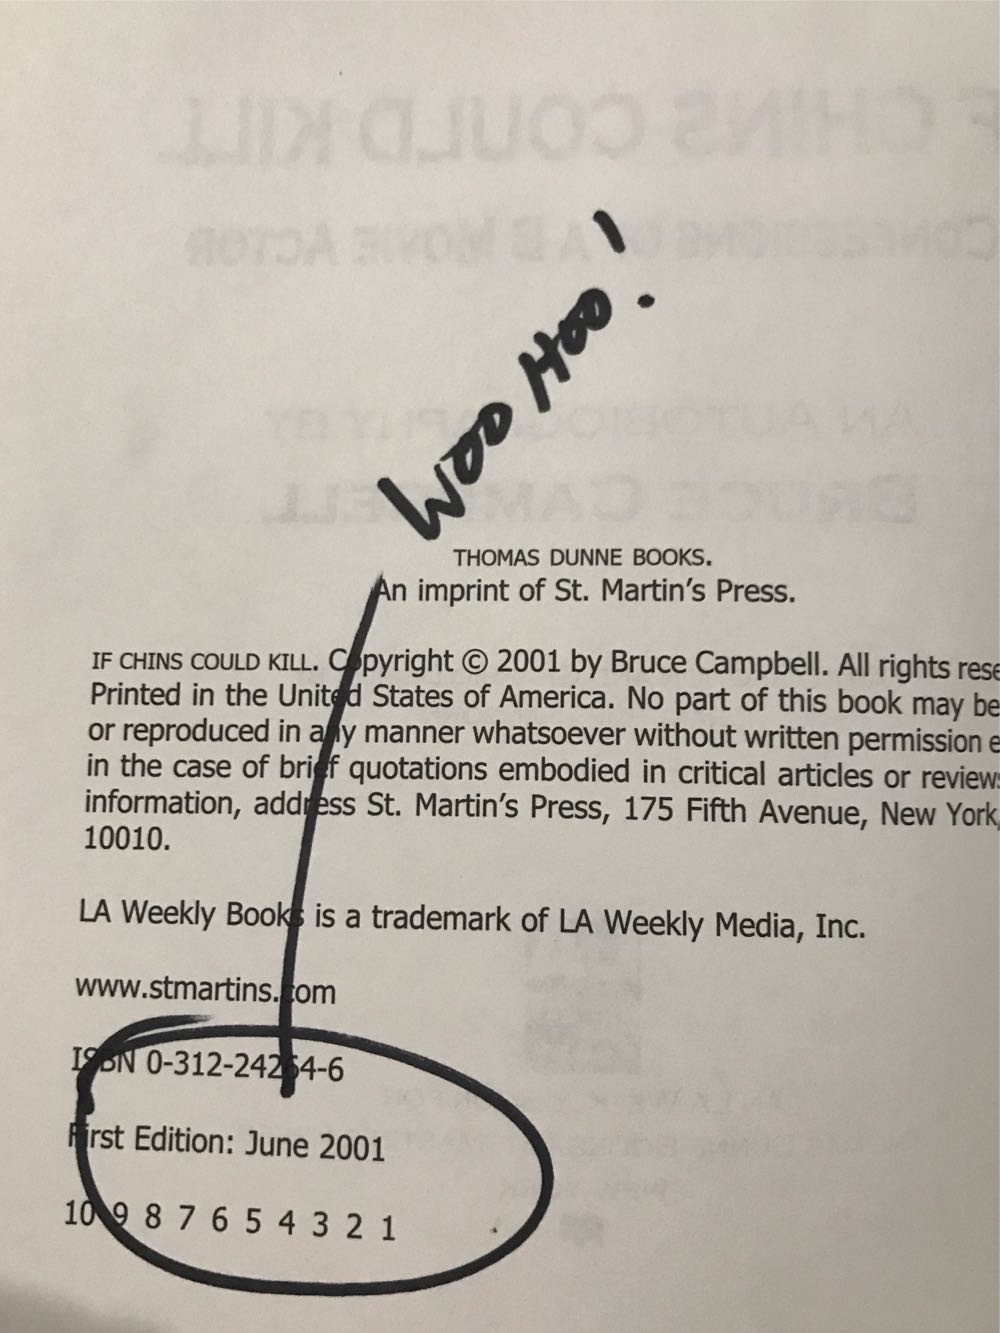 WOO HOO!
THOMAS DUNNE BOOKS.
An imprint of St. Martin's Press.
IF CHINS COULD KILL. Copyright © 2001 by Bruce Campbell. All rights rese
Printed in the United States of America. No part of this book may be
or reproduced in any manner whatsoever without written permission e
in the case of brief quotations embodied in critical articles or reviews
information, address St. Martin's Press, 175 Fifth Avenue, New York,
10010.
LA Weekly Books is a trademark of LA Weekly Media, Inc.
www.stmartins.com
ISBN 0-312-24264-6
First Edition: June 2001
10 9 8 7 6 5 4 3 2 1